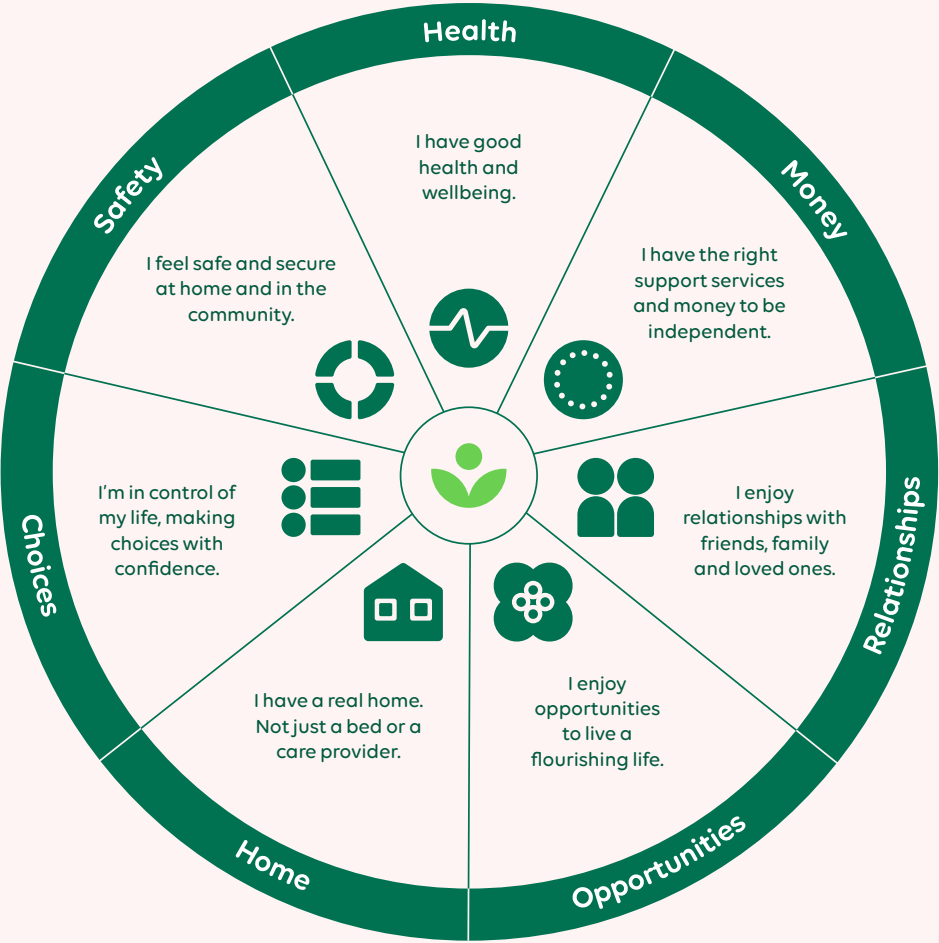 Health
I have good
health and
wellbeing.
Money
I have the right
support services
and money to be
independent.
Relationships
I enjoy
relationships with
friends, family
and loved ones.
Opportunities
I enjoy
opportunities
to live a
flourishing life.
Home
I have a real home.
Not just a bed or a
care provider.
Choices
I'm in control of
my life, making
choices with
confidence.
Safety
I feel safe and secure
at home and in the
community.